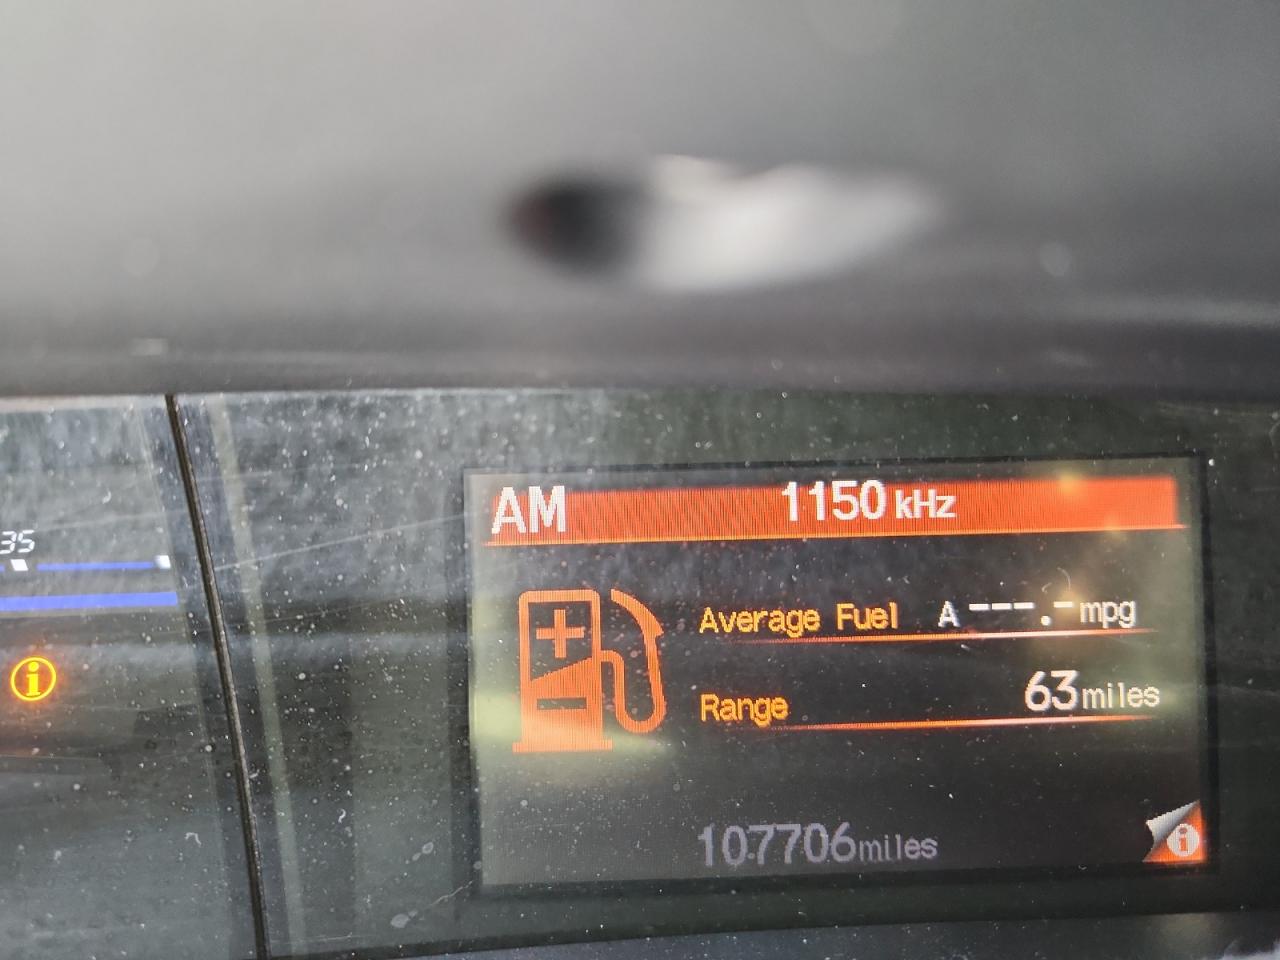 35
AM 1150 kHz
Average Fuel A ---.- mpg
Range 63 miles
107706 miles